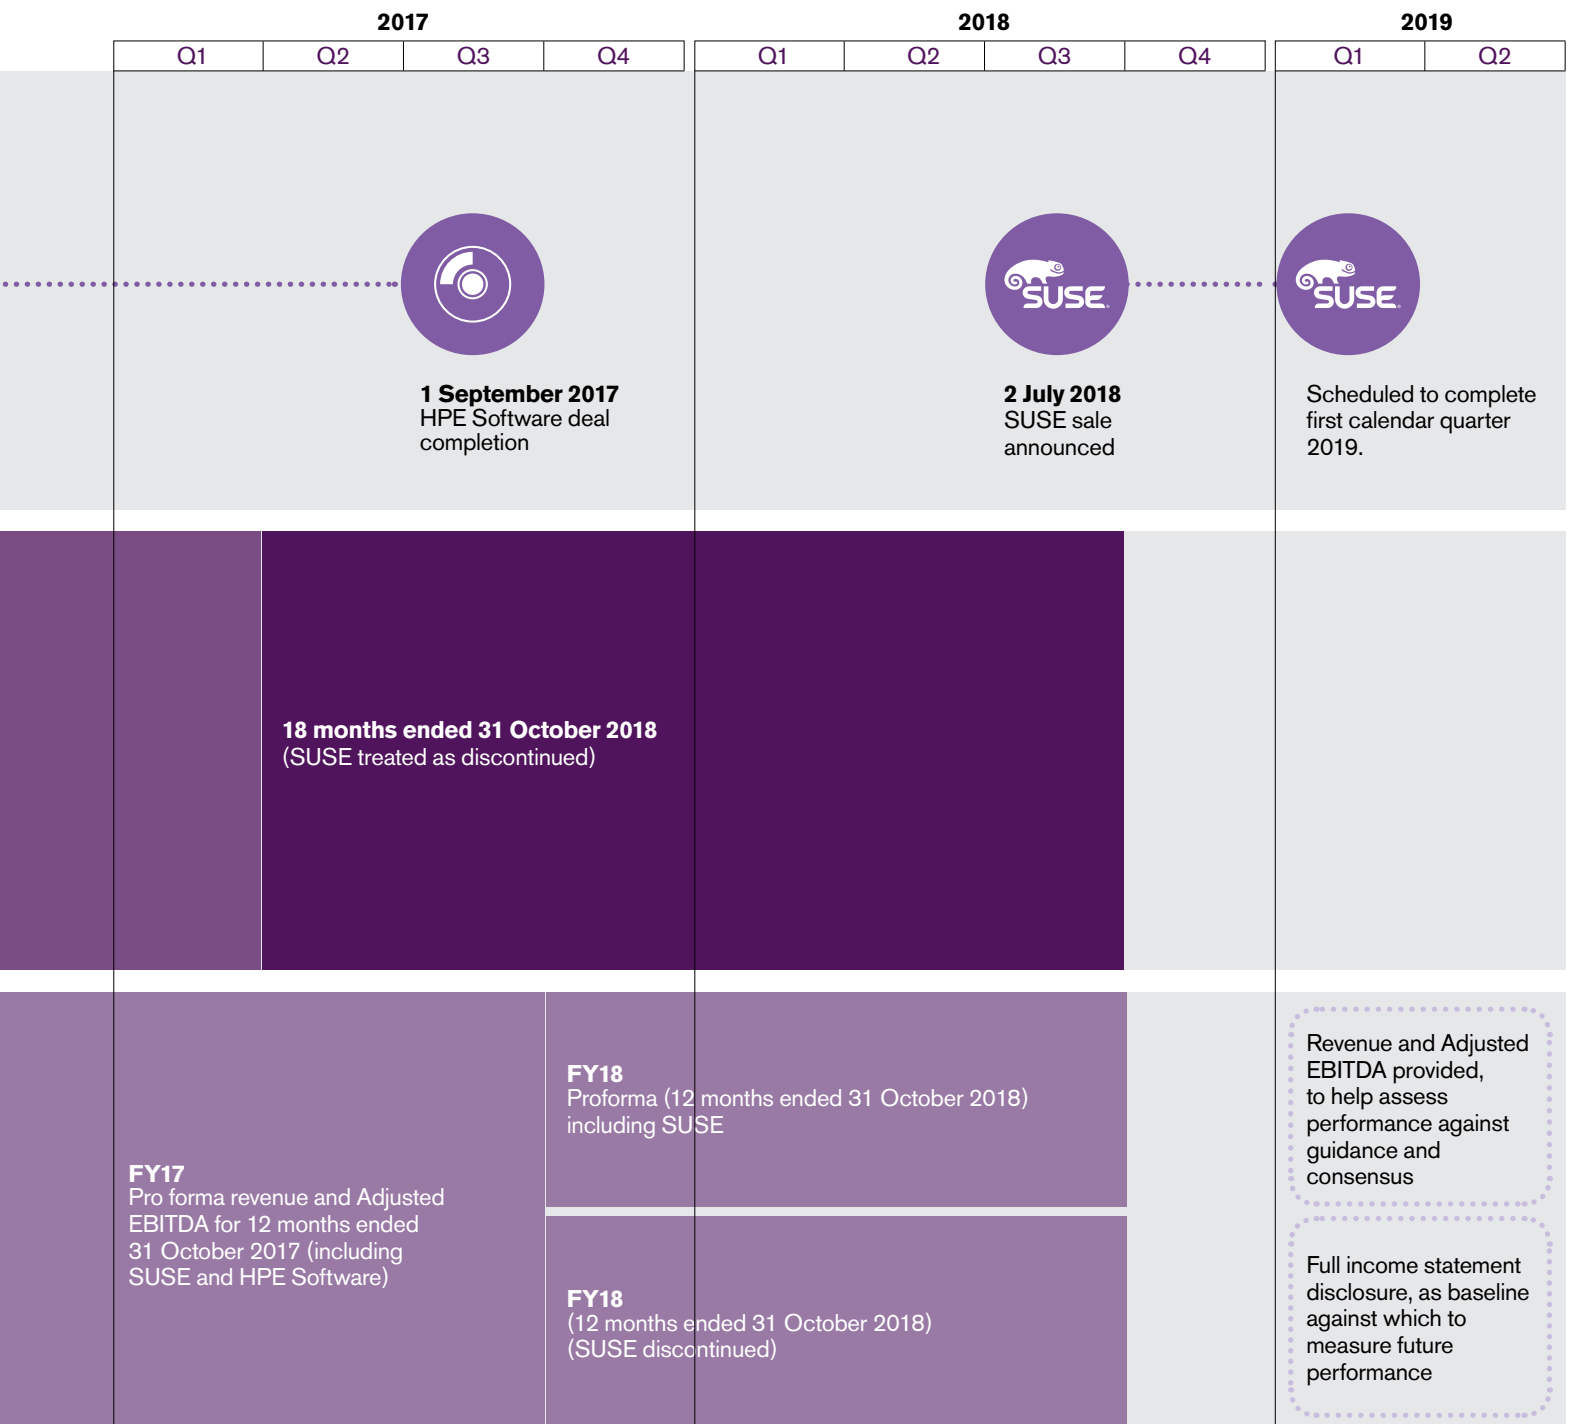 2017 2018 2019
Q1 Q2 Q3 Q4 Q1 Q2 Q3 Q4 Q1 Q2
SUSE
SUSE
1 September 2017
HPE Software deal
completion
2 July 2018
SUSE sale
announced
Scheduled to complete
first calendar quarter
2019.
18 months ended 31 October 2018
(SUSE treated as discontinued)
FY17
Pro forma revenue and Adjusted
EBITDA for 12 months ended
31 October 2017 (including
SUSE and HPE Software)
FY18
Proforma (12 months ended 31 October 2018)
including SUSE
Revenue and Adjusted
EBITDA provided,
to help assess
performance against
guidance and
consensus
FY18
(12 months ended 31 October 2018)
(SUSE discontinued)
Full income statement
disclosure, as baseline
against which to
measure future
performance